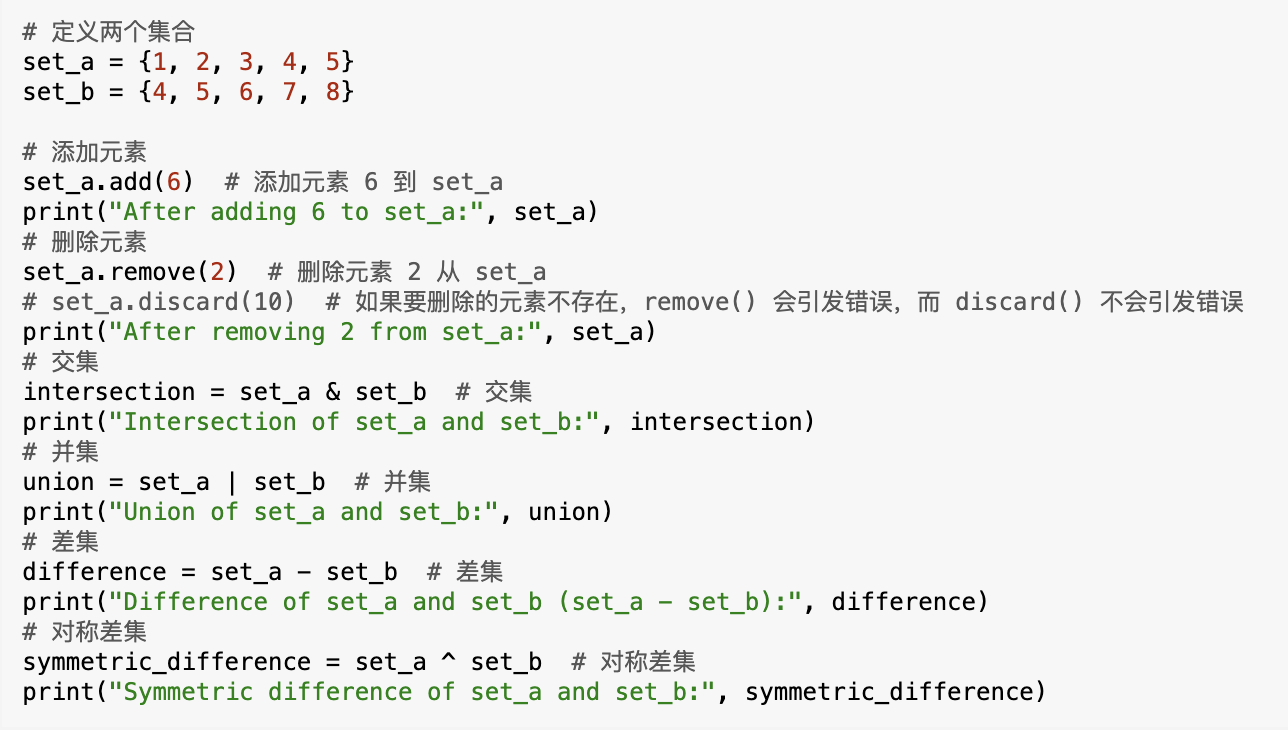 # 定义两个集合
set_a = {1, 2, 3, 4, 5}
set_b = {4, 5, 6, 7, 8}
# 添加元素
set_a.add(6)  # 添加元素 6 到 set_a
print("After adding 6 to set_a:", set_a)
# 删除元素
set_a.remove(2)  # 删除元素 2 从 set_a
# set_a.discard(10)  # 如果要删除的元素不存在，remove() 会引发错误，而 discard() 不会引发错误
print("After removing 2 from set_a:", set_a)
# 交集
intersection = set_a & set_b  # 交集
print("Intersection of set_a and set_b:", intersection)
# 并集
union = set_a | set_b  # 并集
print("Union of set_a and set_b:", union)
# 差集
difference = set_a - set_b  # 差集
print("Difference of set_a and set_b (set_a - set_b):", difference)
# 对称差集
symmetric_difference = set_a ^ set_b  # 对称差集
print("Symmetric difference of set_a and set_b:", symmetric_difference)